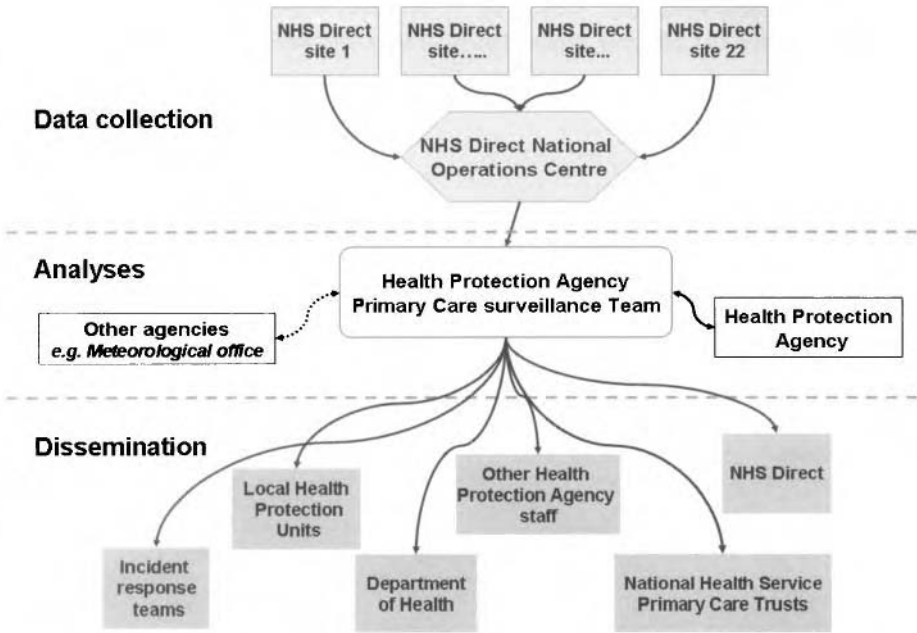 NHS Direct
site 1
NHS Direct
site.....
NHS Direct
site...
NHS Direct
site 22
Data collection
NHS Direct National
Operations Centre
Analyses
Health Protection Agency
Primary Care surveillance Team
Other agencies
e.g. Meteorological office
Health Protection
Agency
Dissemination
Local Health
Protection
Units
Other Health
Protection Agency
staff
NHS Direct
Incident
response
teams
Department
of Health
National Health Service
Primary Care Trusts